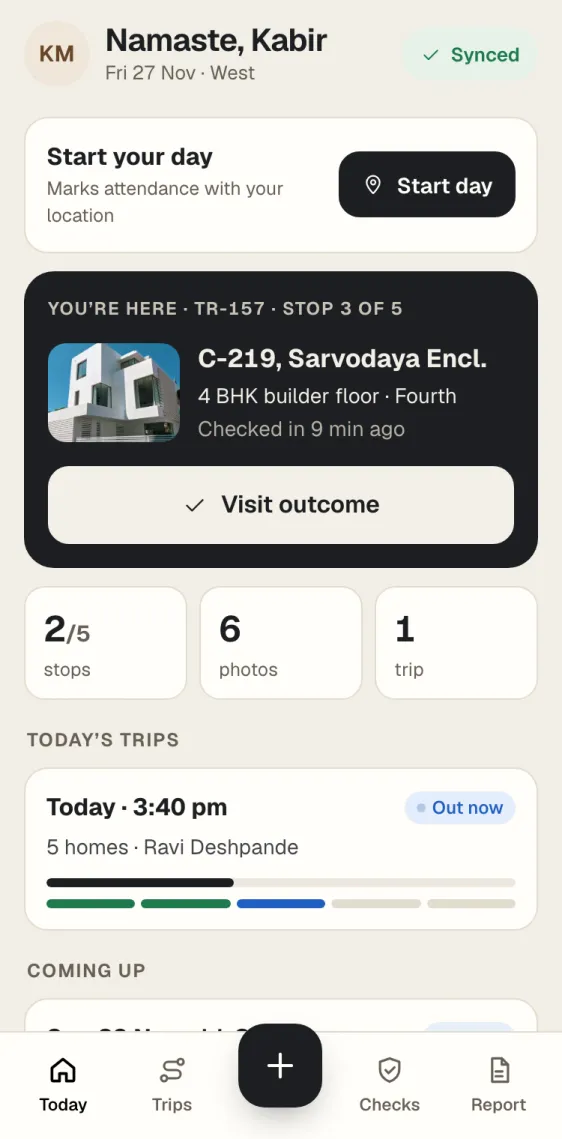 KM
Namaste, Kabir
Fri 27 Nov · West
Synced
Start your day
Marks attendance with your
location
Start day
YOU’RE HERE · TR-157 · STOP 3 OF 5
C-219, Sarvodaya Encl.
4 BHK builder floor · Fourth
Checked in 9 min ago
Visit outcome
2/5
stops
6
photos
1
trip
TODAY’S TRIPS
Today · 3:40 pm
Out now
5 homes · Ravi Deshpande
COMING UP
Today
Trips
Checks
Report